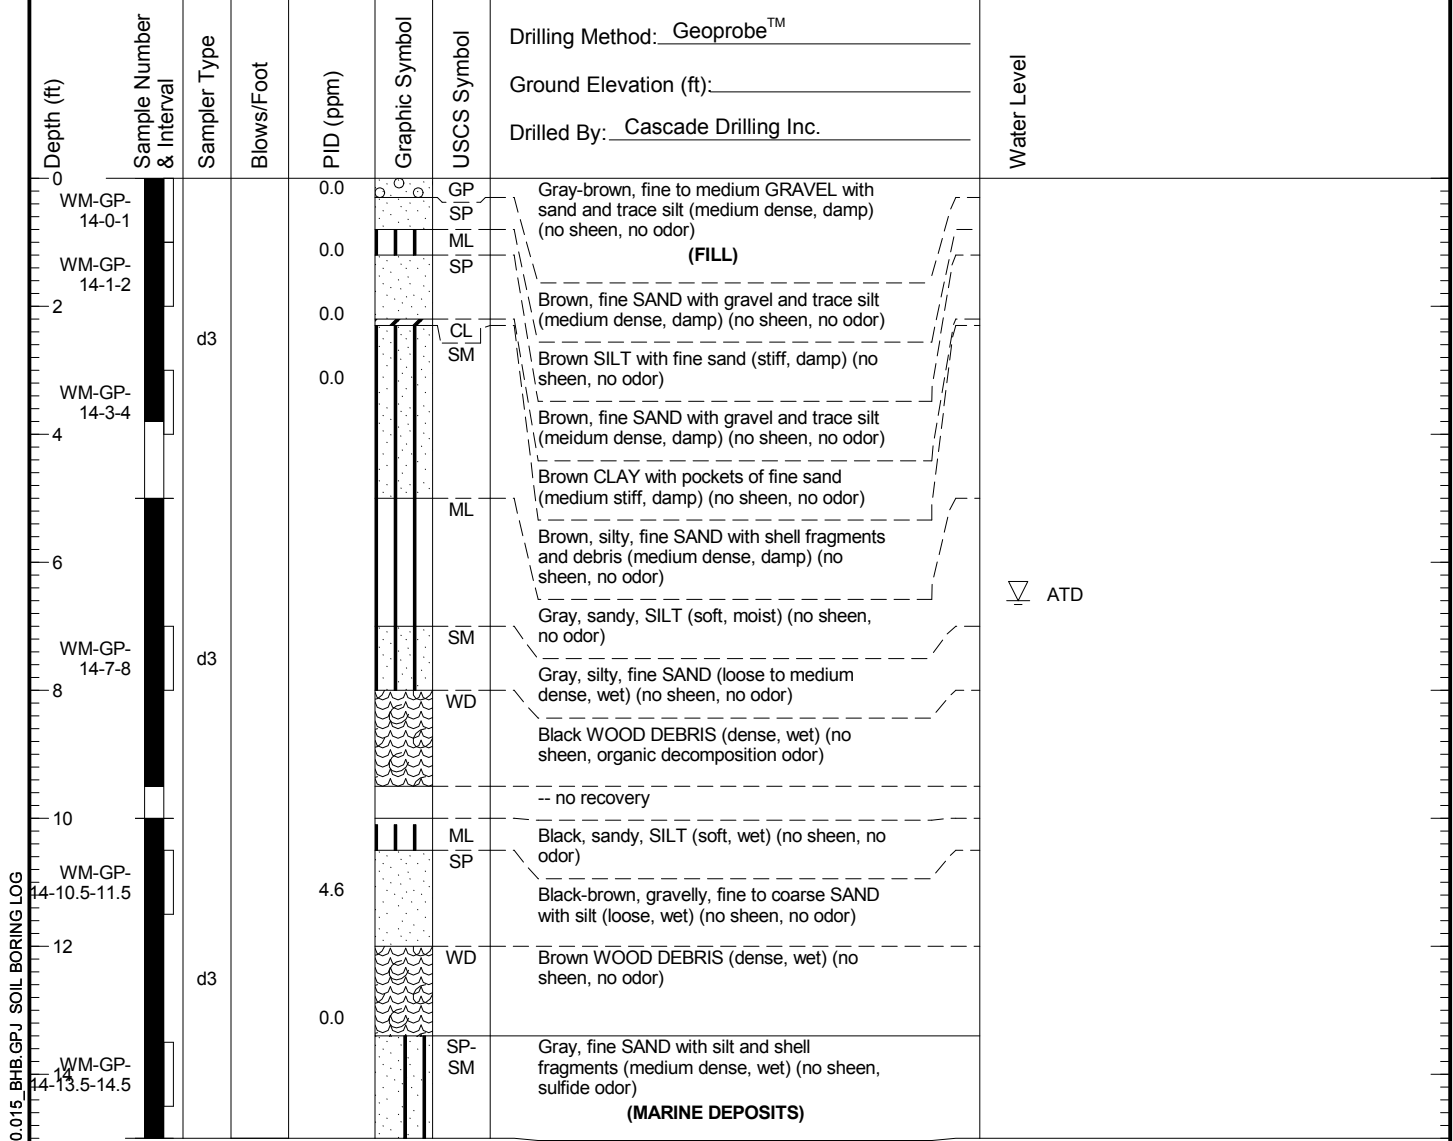 Drilling Method: Geoprobe™
Ground Elevation (ft):
Drilled By: Cascade Drilling Inc.
Depth (ft)
Sample Number
& Interval
Sampler Type
Blows/Foot
PID (ppm)
Graphic Symbol
USCS Symbol
Water Level
0
WM-GP-
14-0-1
0.0
GP
Gray-brown, fine to medium GRAVEL with
sand and trace silt (medium dense, damp)
(no sheen, no odor)
(FILL)
SP
0.0
ML
WM-GP-
14-1-2
SP
2
0.0
Brown, fine SAND with gravel and trace silt
(medium dense, damp) (no sheen, no odor)
d3
CL
SM
Brown SILT with fine sand (stiff, damp) (no
sheen, no odor)
0.0
WM-GP-
14-3-4
Brown, fine SAND with gravel and trace silt
(meidum dense, damp) (no sheen, no odor)
4
Brown CLAY with pockets of fine sand
(medium stiff, damp) (no sheen, no odor)
ML
Brown, silty, fine SAND with shell fragments
and debris (medium dense, damp) (no
sheen, no odor)
6
ATD
Gray, sandy, SILT (soft, moist) (no sheen,
no odor)
SM
WM-GP-
14-7-8
d3
Gray, silty, fine SAND (loose to medium
dense, wet) (no sheen, no odor)
8
WD
Black WOOD DEBRIS (dense, wet) (no
sheen, organic decomposition odor)
-- no recovery
10
ML
Black, sandy, SILT (soft, wet) (no sheen, no
odor)
SP
WM-GP-
14-10.5-11.5
4.6
Black-brown, gravelly, fine to coarse SAND
with silt (loose, wet) (no sheen, no odor)
12
WD
Brown WOOD DEBRIS (dense, wet) (no
sheen, no odor)
d3
0.0
SP-
SM
Gray, fine SAND with silt and shell
fragments (medium dense, wet) (no sheen,
sulfide odor)
(MARINE DEPOSITS)
WM-GP-
14
14-13.5-14.5
0.015_BHB.GPJ SOIL BORING LOG